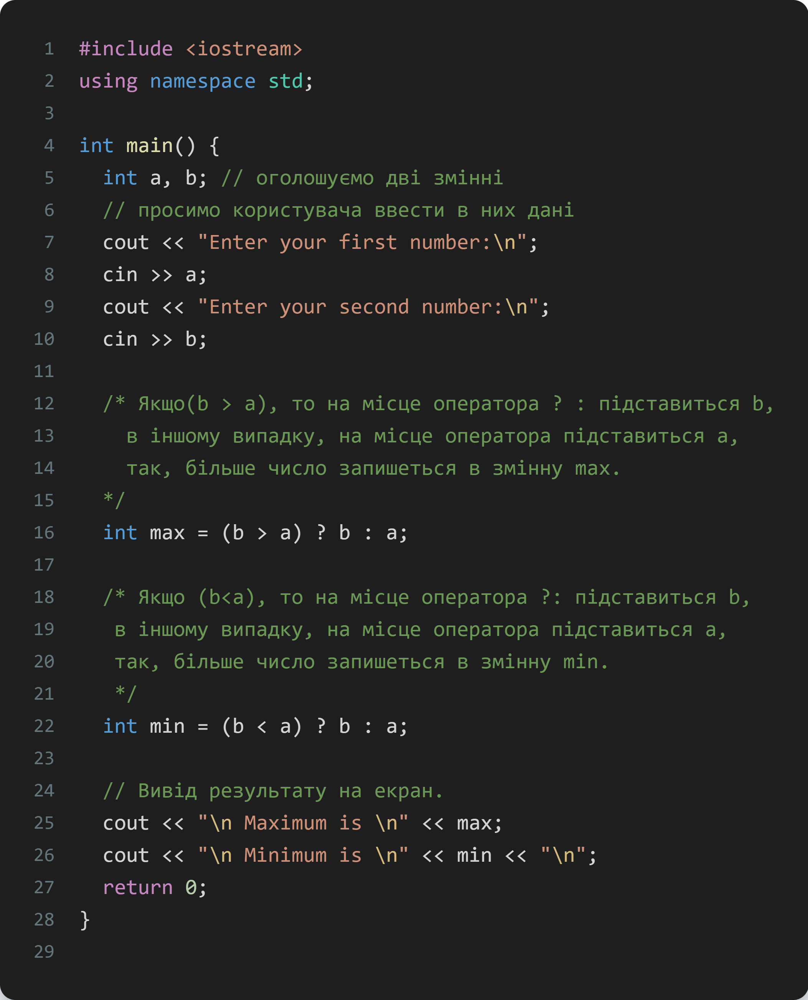 1 #include <iostream>
2 using namespace std;
3
4 int main() {
5   int a, b; // оголошуємо дві змінні
6   // просимо користувача ввести в них дані
7   cout << "Enter your first number:\n";
8   cin >> a;
9   cout << "Enter your second number:\n";
10   cin >> b;
11
12   /* Якщо(b > a), то на місце оператора ? : підставиться b,
13     в іншому випадку, на місце оператора підставиться а,
14     так, більше число запишеться в змінну max.
15   */
16   int max = (b > a) ? b : a;
17
18   /* Якщо (b<a), то на місце оператора ?: підставиться b,
19    в іншому випадку, на місце оператора підставиться а,
20    так, більше число запишеться в змінну min.
21    */
22   int min = (b < a) ? b : a;
23
24   // Вивід результату на екран.
25   cout << "\n Maximum is \n" << max;
26   cout << "\n Minimum is \n" << min << "\n";
27   return 0;
28 }
29